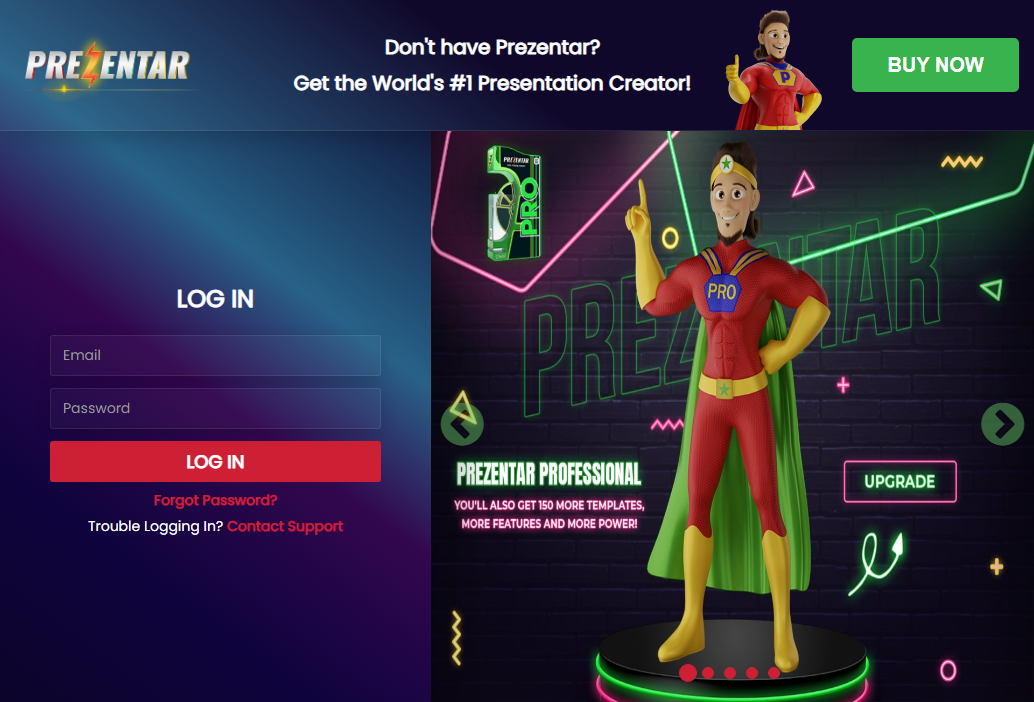 PREZENTAR
Don't have Prezentar?
Get the World's #1 Presentation Creator!
P
BUY NOW
LOG IN
Email
Password
LOG IN
Forgot Password?
Trouble Logging In? Contact Support
PREZENTAR
PRO
PREZENTAR
PRO
PREZENTAR PROFESSIONAL
YOU'LL ALSO GET 150 MORE TEMPLATES,
MORE FEATURES AND MORE POWER!
UPGRADE